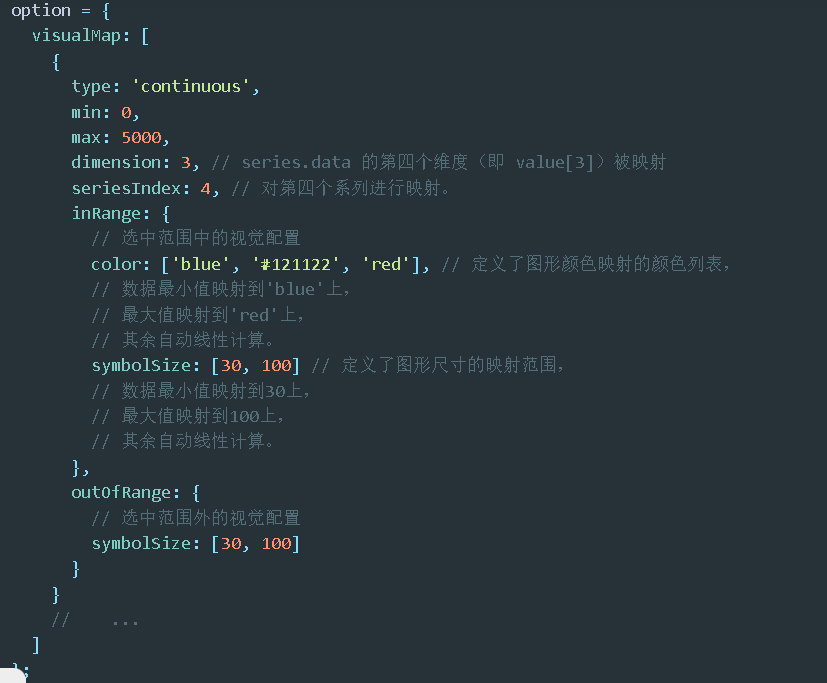 option = {
  visualMap: [
    {
      type: 'continuous',
      min: 0,
      max: 5000,
      dimension: 3, // series.data 的第四个维度（即 value[3]）被映射
      seriesIndex: 4, // 对第四个系列进行映射。
      inRange: {
        // 选中范围中的视觉配置
        color: ['blue', '#121122', 'red'], // 定义了图形颜色映射的颜色列表，
        // 数据最小值映射到'blue'上，
        // 最大值映射到'red'上，
        // 其余自动线性计算。
        symbolSize: [30, 100] // 定义了图形尺寸的映射范围，
        // 数据最小值映射到30上，
        // 最大值映射到100上，
        // 其余自动线性计算。
      },
      outOfRange: {
        // 选中范围外的视觉配置
        symbolSize: [30, 100]
      }
    }
    //    ...
  ]
};